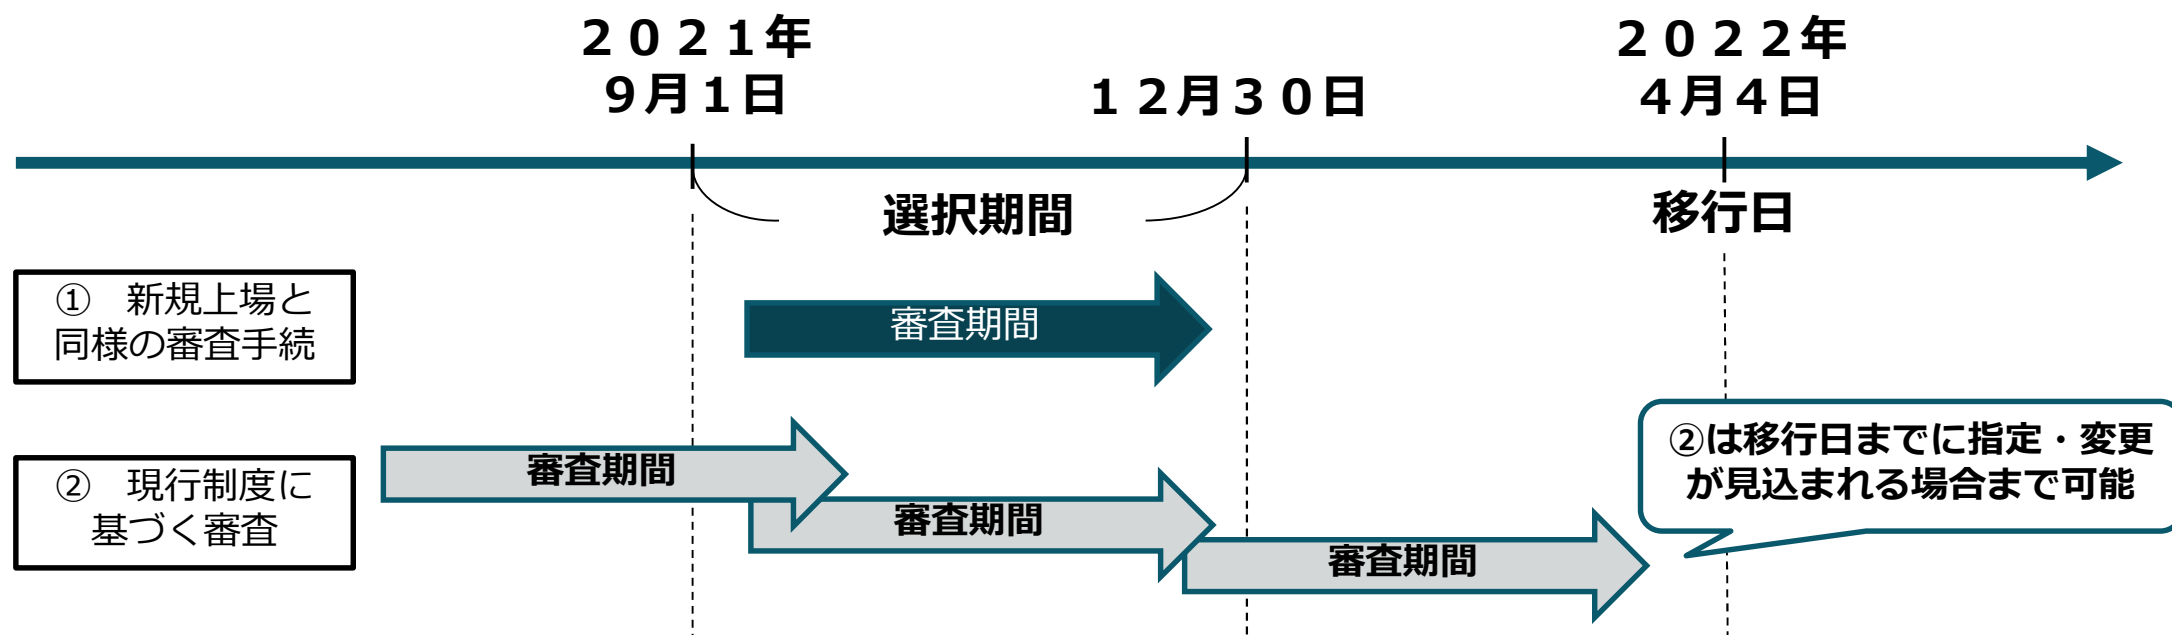 ２０２１年
９月１日
１２月３０日
２０２２年
４月４日
選択期間
移行日
①　新規上場と
同様の審査手続
審査期間
②　現行制度に
基づく審査
審査期間
審査期間
審査期間
②は移行日までに指定・変更
が見込まれる場合まで可能